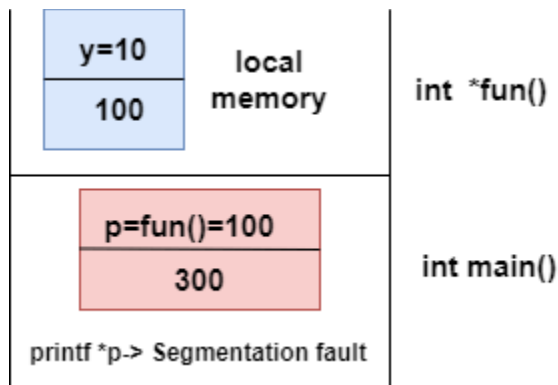 y=10
100
local
memory
int *fun()
p=fun()=100
300
int main()
printf *p-> Segmentation fault